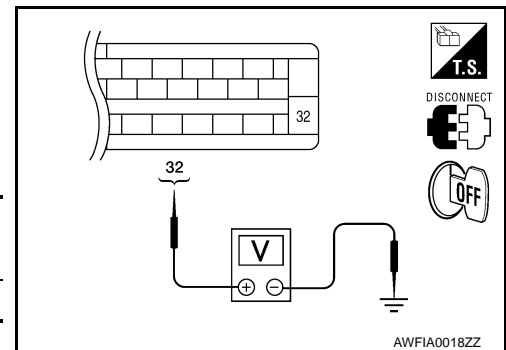 T.S.
DISCONNECT
32
OFF
32
V
+ −
AWFIA0018ZZ